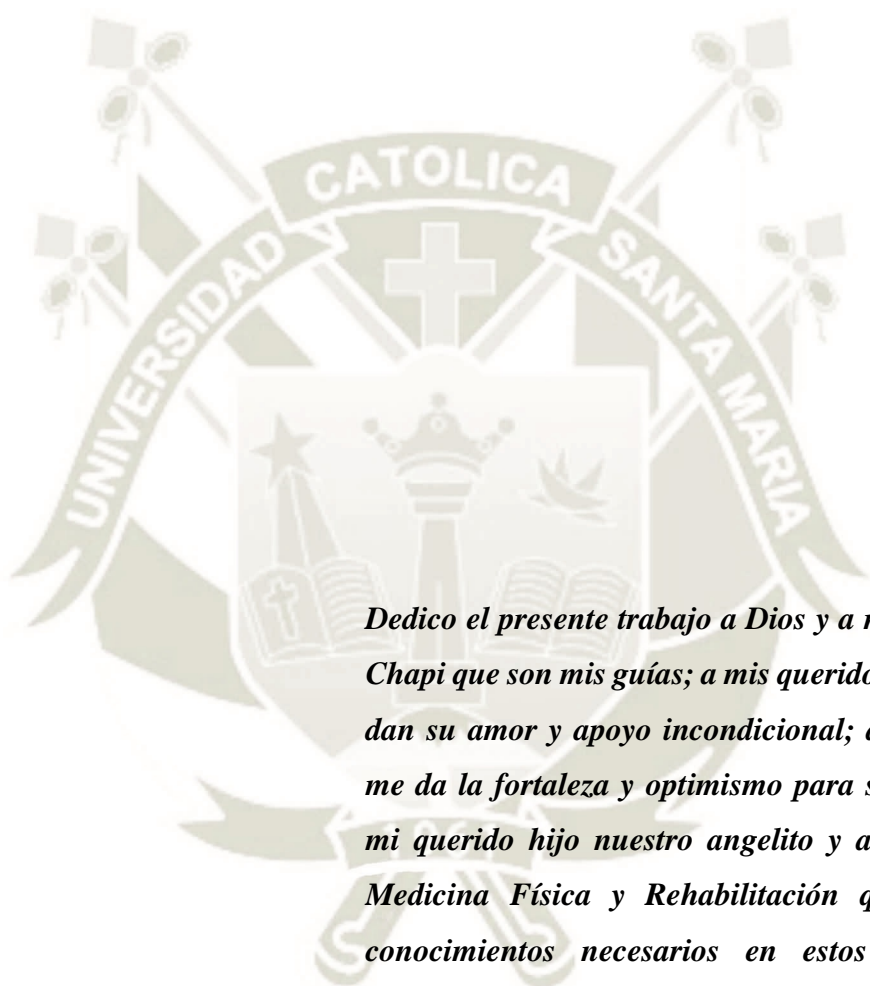 UNIVERSIDAD CATOLICA SANTA MARIA
Dedico el presente trabajo a Dios y a
Chapi que son mis guías; a mis
dan su amor y apoyo incondicional;
me da la fortaleza y optimismo para
mi querido hijo nuestro angelito y
Medicina Física y Rehabilitación
conocimientos necesarios en estos